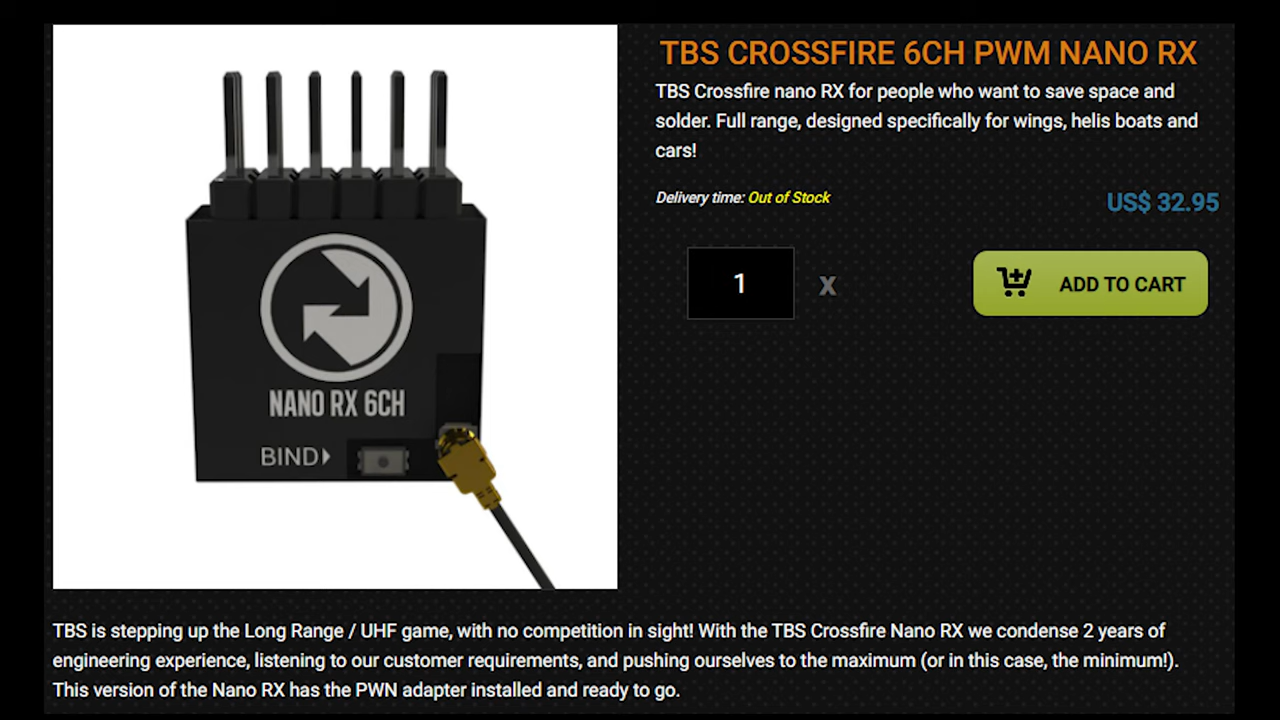 TBS CROSSFIRE 6CH PWM NANO RX
TBS Crossfire nano RX for people who want to save space and
solder. Full range, designed specifically for wings, helis boats and
cars!
Delivery time: Out of Stock
US$ 32.95
1
X
ADD TO CART
NANO RX 6CH
BIND
TBS is stepping up the Long Range / UHF game, with no competition in sight! With the TBS Crossfire Nano RX we condense 2 years of
engineering experience, listening to our customer requirements, and pushing ourselves to the maximum (or in this case, the minimum!).
This version of the Nano RX has the PWN adapter installed and ready to go.